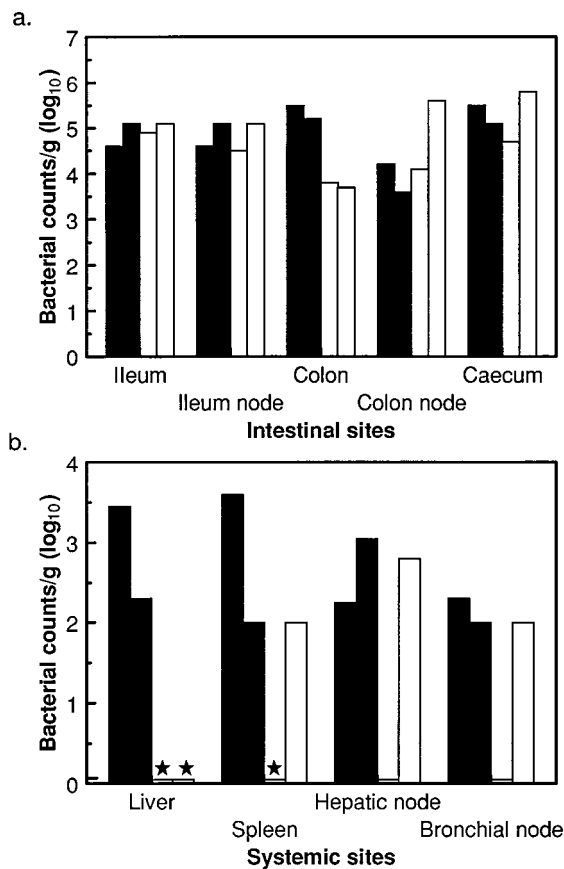 a.
7
6
5
4
3
2
1
0
Bacterial counts/g (log10)
Ileum
Colon
Caecum
Ileum node
Colon node
Intestinal sites
b.
4
3
2
1
0
Bacterial counts/g (log10)
★ ★
★
Liver
Hepatic node
Spleen
Bronchial node
Systemic sites